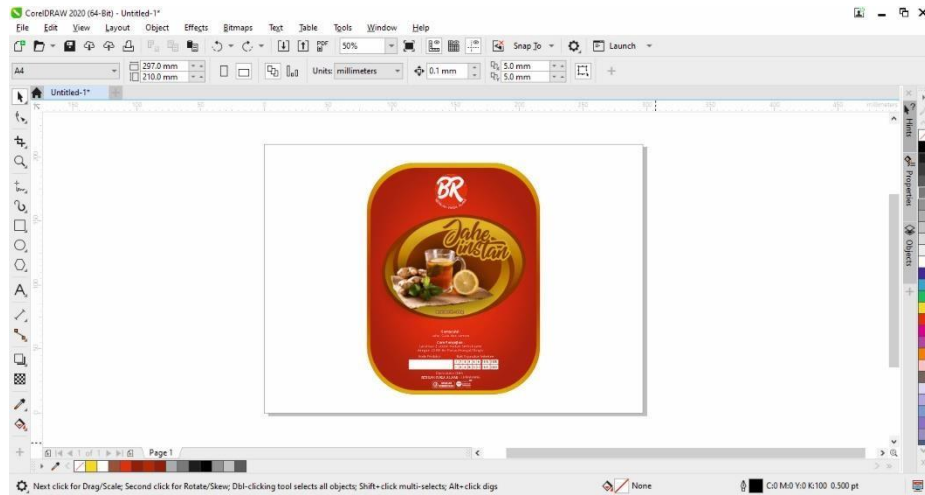 CorelDRAW 2020 (64-Bit) - Untitled-1*
File Edit View Layout Object Effects Bitmaps Text Table Tools Window Help
50% Snap To Launch
A4 297.0 mm 210.0 mm Units: millimeters 0.1 mm 5.0 mm 5.0 mm
Untitled-1*
millimeters
Hints
Properties
Objects
BR
Jahe
instan
Komposisi
1 of 1 Page 1
Next click for Drag/Scale; Second click for Rotate/Skew; Dbl-clicking tool selects all objects; Shift+click multi-selects; Alt+click digs
None C:0 M:0 Y:0 K:100 0.500 pt